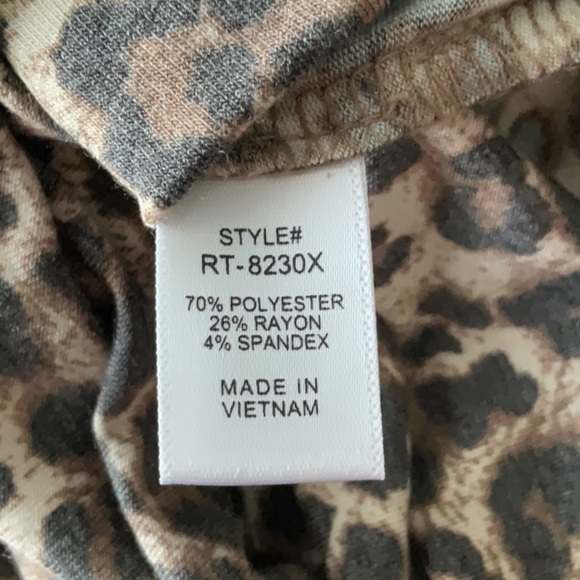 STYLE#
RT-8230X
70% POLYESTER
26% RAYON
4% SPANDEX
MADE IN
VIETNAM